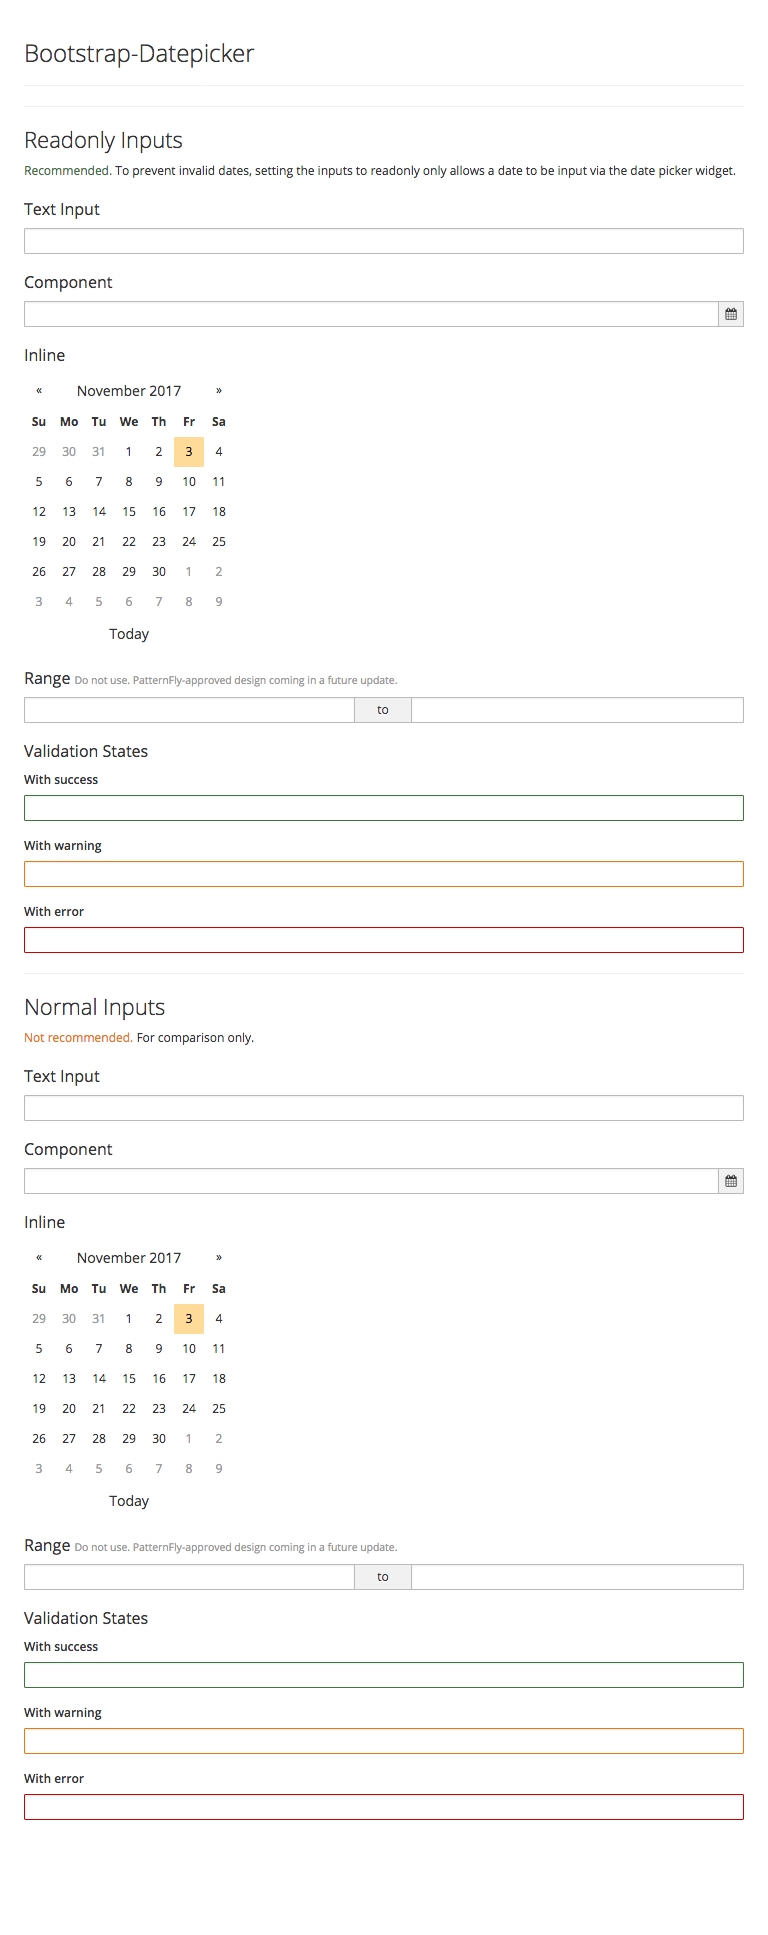 Bootstrap-Datepicker
Readonly Inputs
Recommended. To prevent invalid dates, setting the inputs to readonly only allows a date to be input via the date picker widget.
Text Input
Component
Inline
« November 2017 »
Su Mo Tu We Th Fr Sa
29 30 31 1 2 3 4
5 6 7 8 9 10 11
12 13 14 15 16 17 18
19 20 21 22 23 24 25
26 27 28 29 30 1 2
3 4 5 6 7 8 9
Today
Range Do not use. PatternFly-approved design coming in a future update.
to
Validation States
With success
With warning
With error
Normal Inputs
Not recommended. For comparison only.
Text Input
Component
Inline
« November 2017 »
Su Mo Tu We Th Fr Sa
29 30 31 1 2 3 4
5 6 7 8 9 10 11
12 13 14 15 16 17 18
19 20 21 22 23 24 25
26 27 28 29 30 1 2
3 4 5 6 7 8 9
Today
Range Do not use. PatternFly-approved design coming in a future update.
to
Validation States
With success
With warning
With error